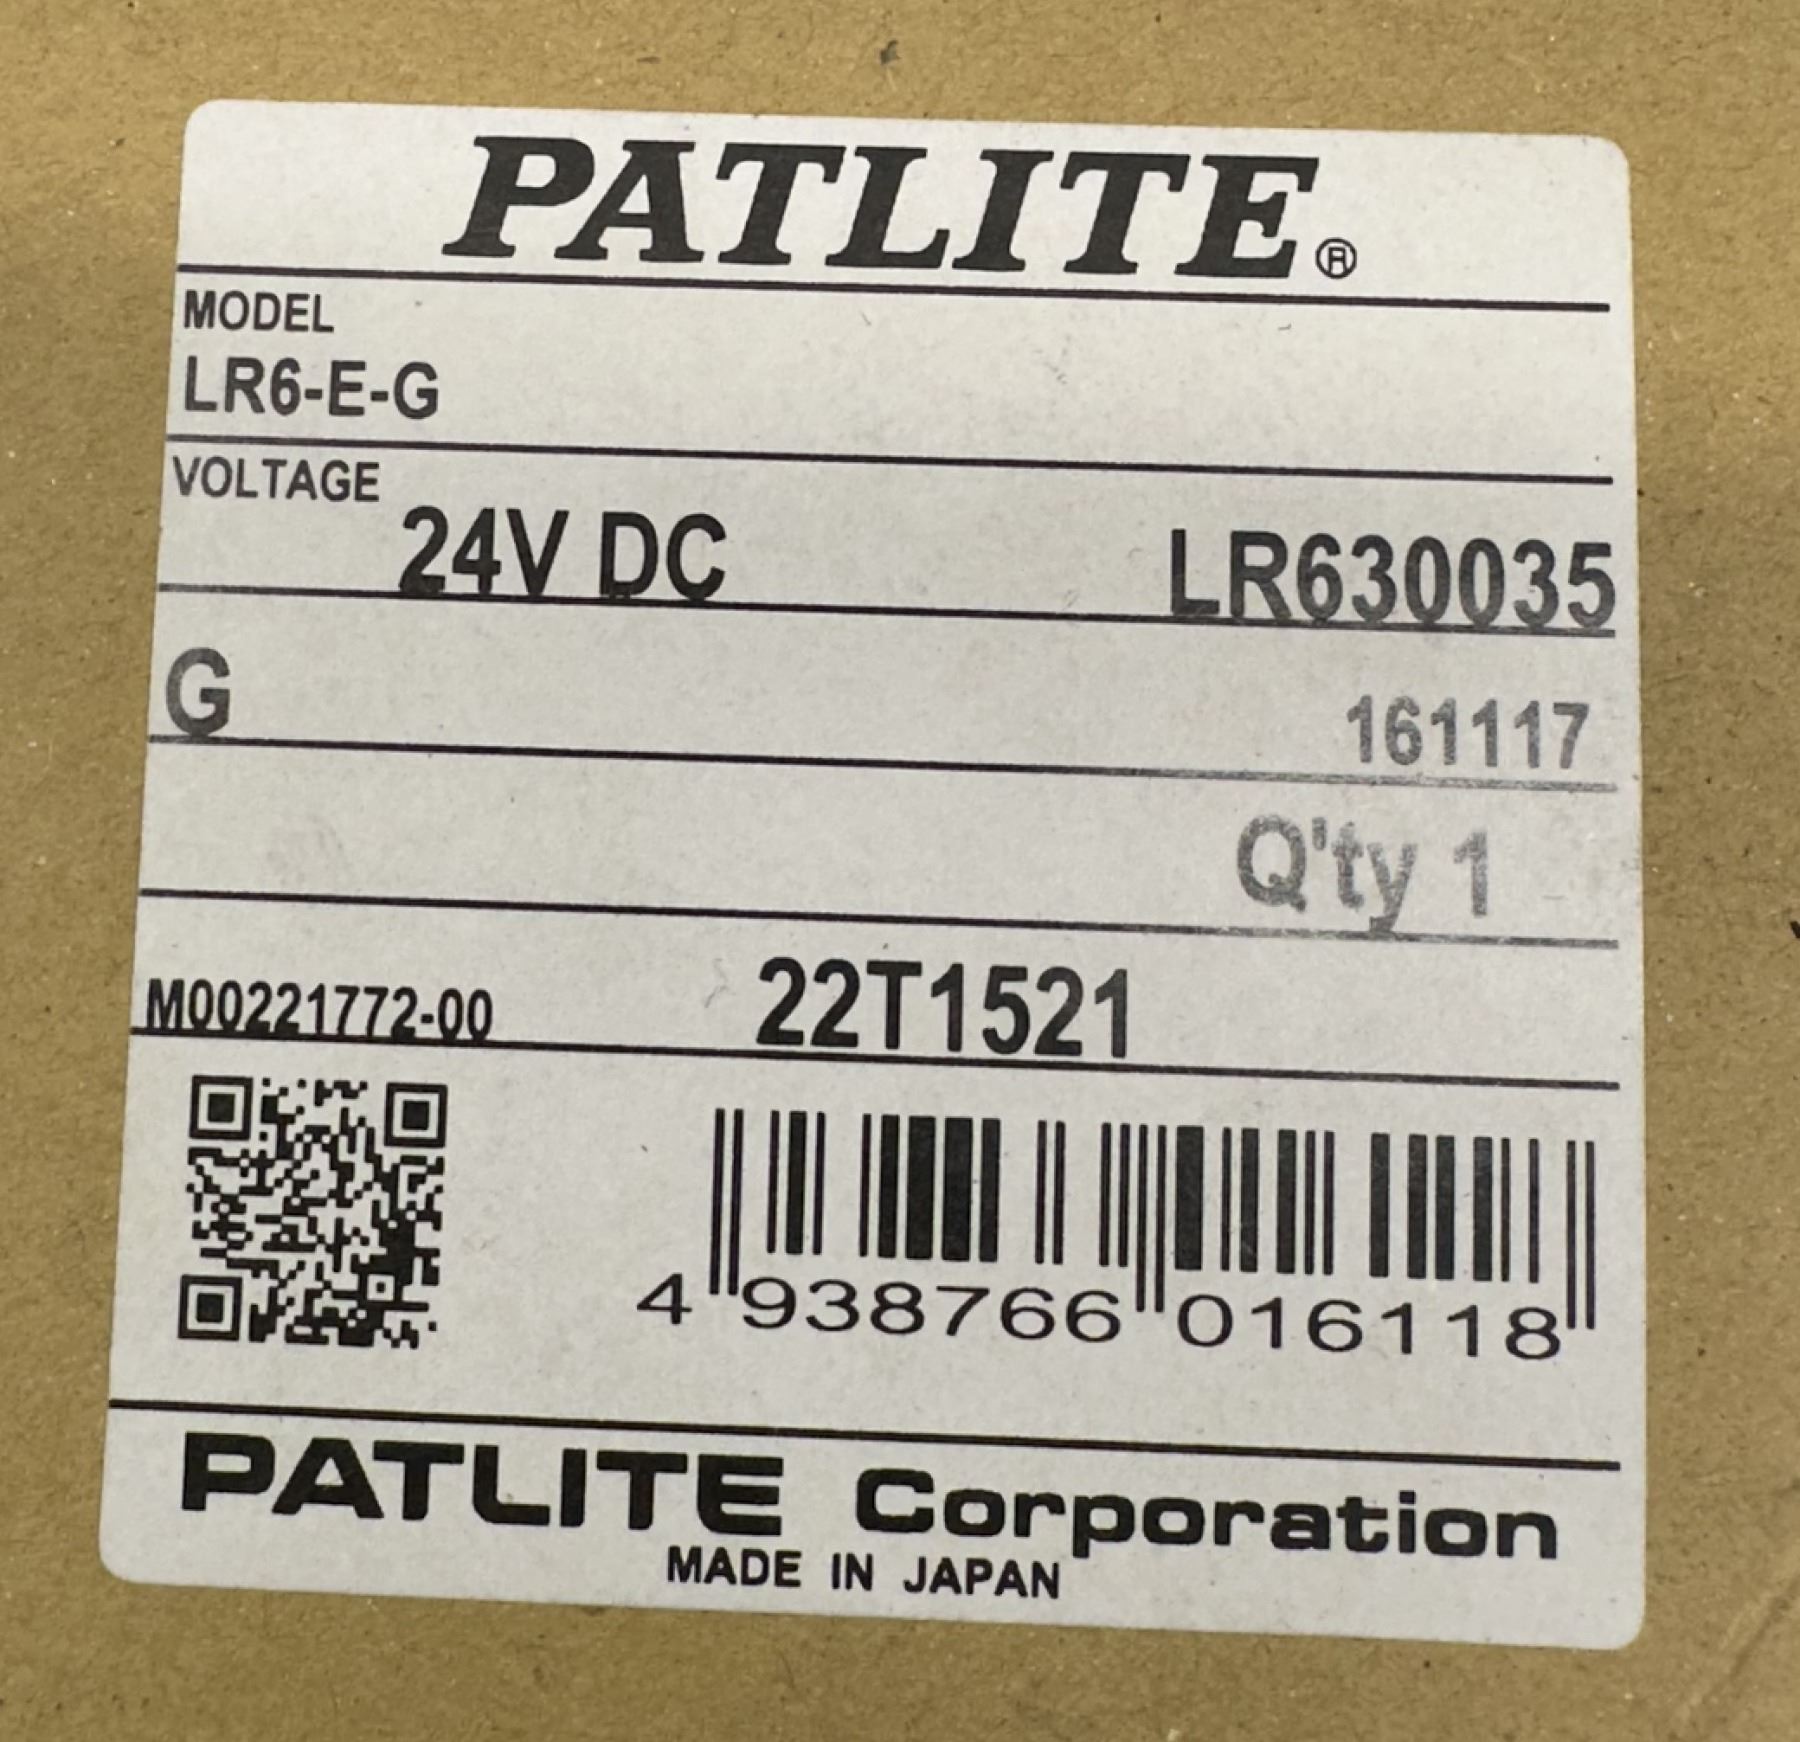 PATLITE®
MODEL
LR6-E-G
VOLTAGE
24V DC LR630035
G 161117
Q'ty 1
M00221772-00 22T1521
4 938766 016118
PATLITE Corporation
MADE IN JAPAN